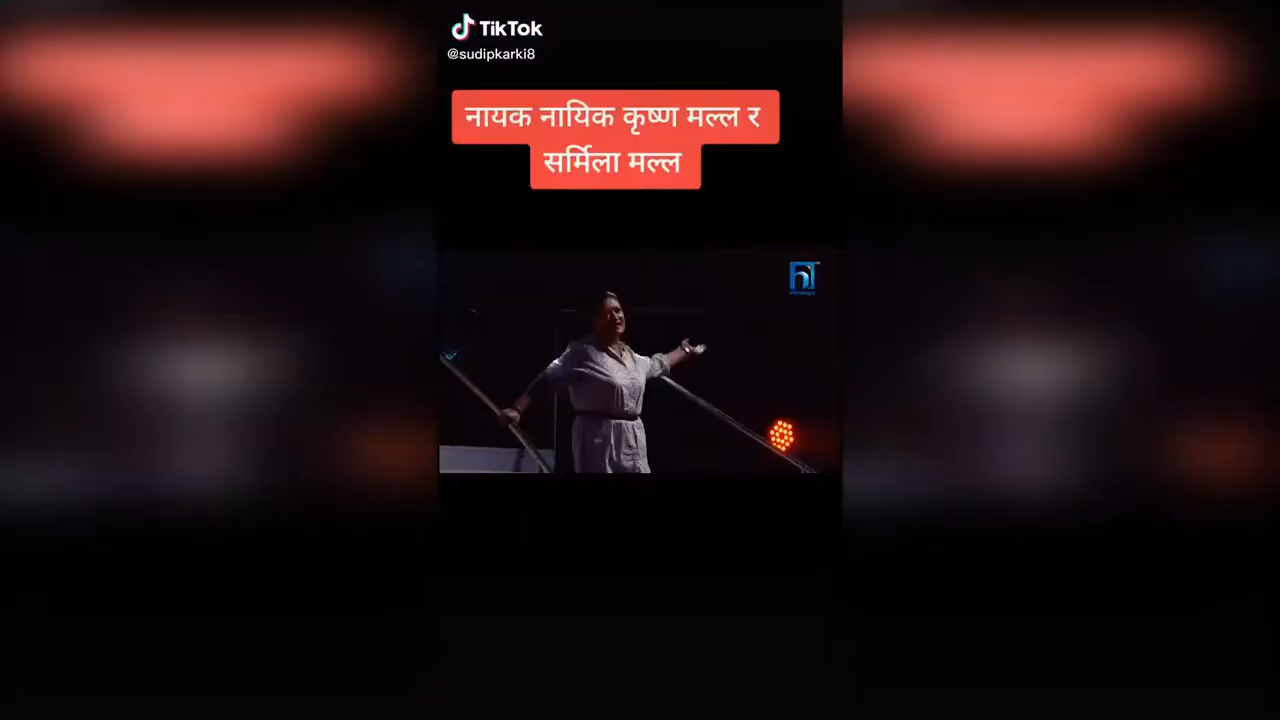 TikTok
@sudipkarki8
नायक नायिक कृष्ण मल्ल र
सर्मिला मल्ल